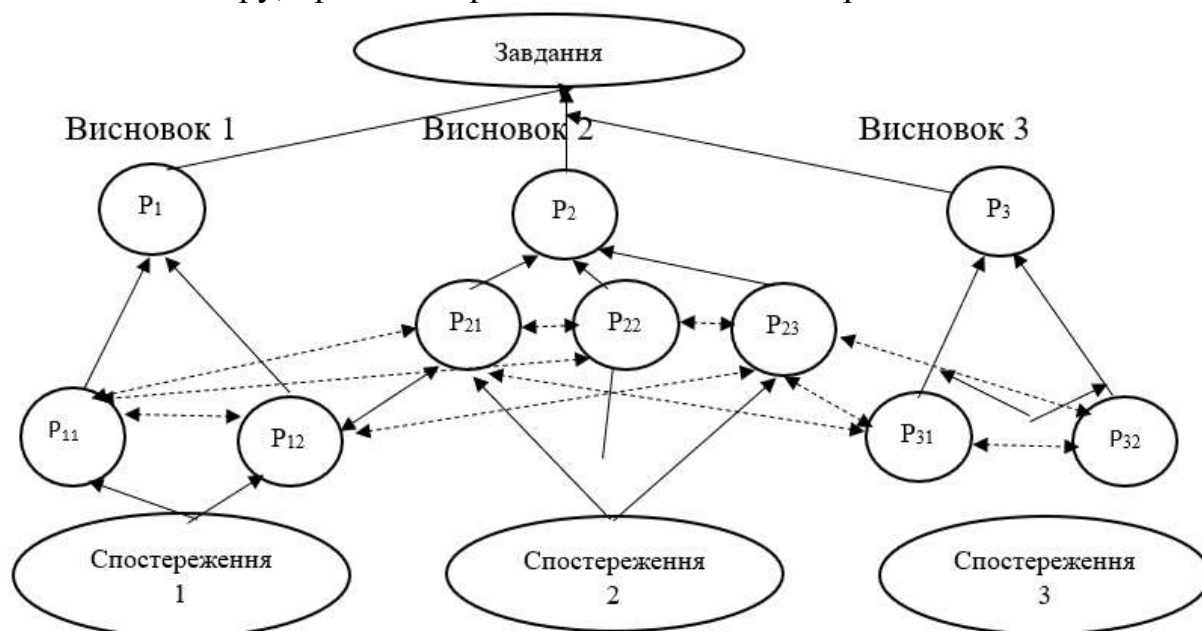 Завдання
Висновок 1
Висновок 2
Висновок 3
P₁
P₂
P₃
P₂₁
P₂₂
P₂₃
P₁₁
P₁₂
P₃₁
P₃₂
Спостереження
1
Спостереження
2
Спостереження
3